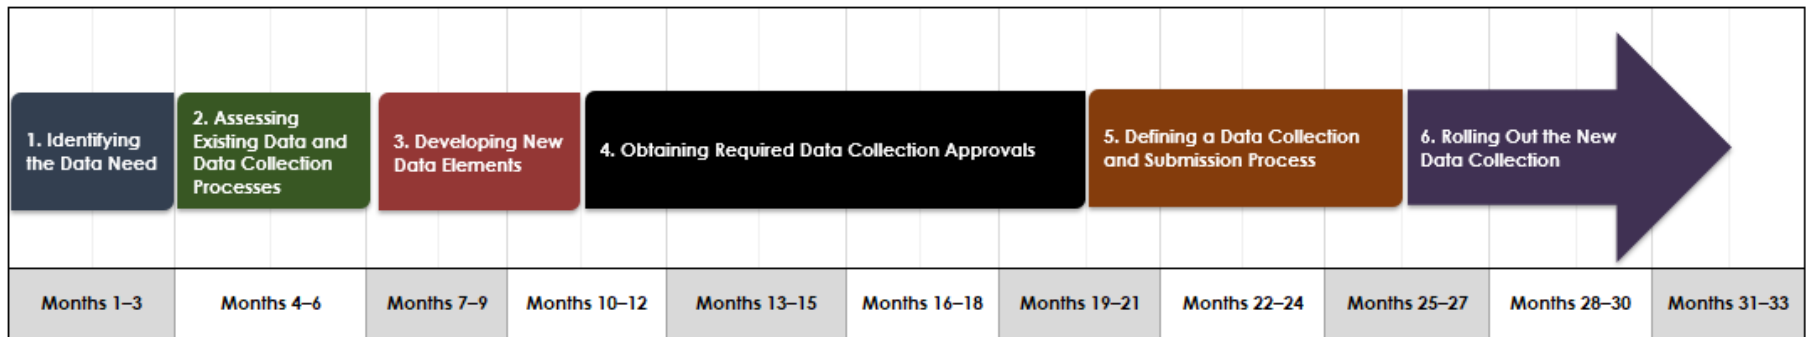 1. Identifying
the Data Need
2. Assessing
Existing Data and
Data Collection
Processes
3. Developing New
Data Elements
4. Obtaining Required Data Collection Approvals
5. Defining a Data Collection
and Submission Process
6. Rolling Out the New
Data Collection
Months 1–3
Months 4–6
Months 7–9
Months 10–12
Months 13–15
Months 16–18
Months 19–21
Months 22–24
Months 25–27
Months 28–30
Months 31–33